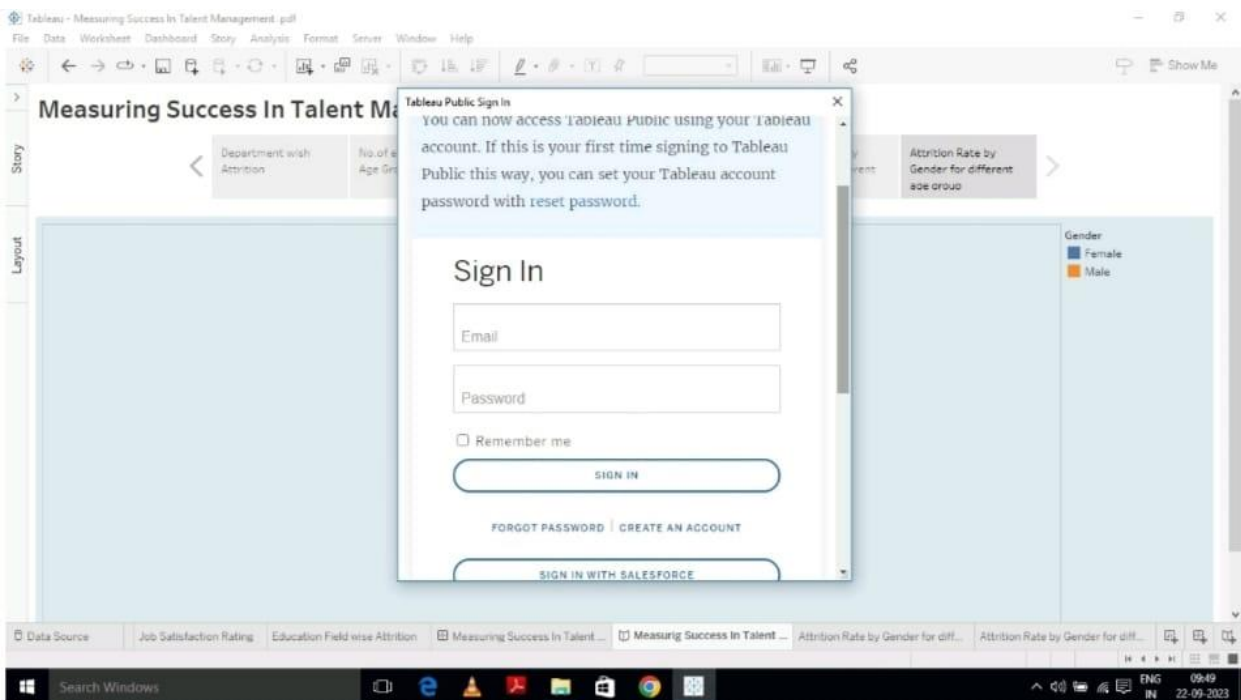 Tableau - Measuring Success In Talent Management .pdf
File Data Worksheet Dashboard Story Analysis Format Server Window Help
Show Me
Story
Layout
Measuring Success In Talent Ma
Department wish
Attrition
No.of e
Age Gro
Attrition Rate by
Gender for different
age group
Gender
Female
Male
Tableau Public Sign In
You can now access Tableau Public using your Tableau
account. If this is your first time signing to Tableau
Public this way, you can set your Tableau account
password with reset password.
Sign In
Email
Password
Remember me
SIGN IN
FORGOT PASSWORD | CREATE AN ACCOUNT
SIGN IN WITH SALESFORCE
Data Source Job Satisfaction Rating Education Field wise Attrition Measuring Success In Talent ... Measurig Success In Talent ... Attrition Rate by Gender for diff... Attrition Rate by Gender for diff...
Search Windows
ENG
IN
09:49
22-09-2023